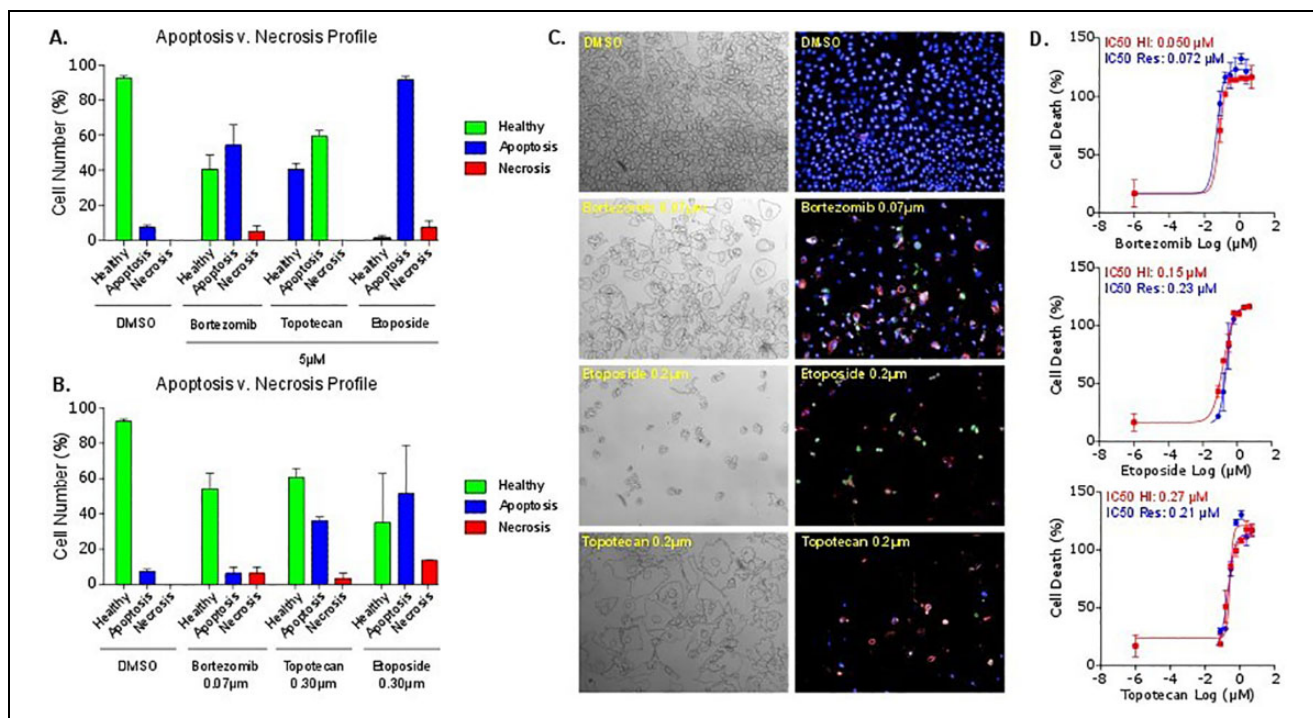 A.
Apoptosis v. Necrosis Profile
Cell Number (%)
100
80
60
40
20
0
Healthy
Apoptosis
Necrosis
Healthy
Apoptosis
Necrosis
Healthy
Apoptosis
Necrosis
Healthy
Apoptosis
Necrosis
DMSO
Bortezomib
Topotecan
Etoposide
5µM
Healthy
Apoptosis
Necrosis
B.
Apoptosis v. Necrosis Profile
Cell Number (%)
100
80
60
40
20
0
Healthy
Apoptosis
Necrosis
Healthy
Apoptosis
Necrosis
Healthy
Apoptosis
Necrosis
Healthy
Apoptosis
Necrosis
DMSO
Bortezomib
0.07µm
Topotecan
0.30µm
Etoposide
0.30µm
Healthy
Apoptosis
Necrosis
C.
DMSO
DMSO
Bortezomib 0.07µm
Bortezomib 0.07µm
Etoposide 0.2µm
Etoposide 0.2µm
Topotecan 0.2µm
Topotecan 0.2µm
D.
IC50 HI: 0.050 µM
IC50 Res: 0.072 µM
Cell Death (%)
150
100
50
0
-8 -6 -4 -2 0 2
Bortezomib Log (µM)
IC50 HI: 0.15 µM
IC50 Res: 0.23 µM
Cell Death (%)
150
100
50
0
-8 -6 -4 -2 0 2
Etoposide Log (µM)
IC50 HI: 0.27 µM
IC50 Res: 0.21 µM
Cell Death (%)
150
100
50
0
-8 -6 -4 -2 0 2
Topotecan Log (µM)